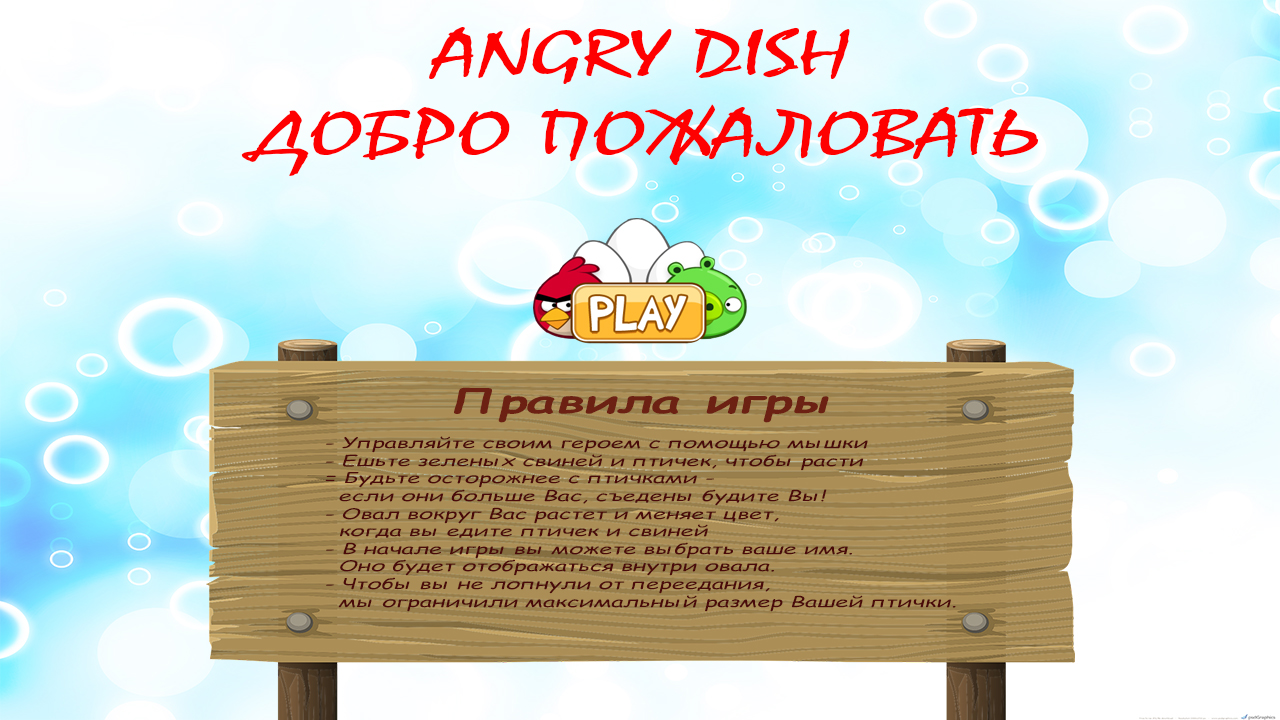 ANGRY DISH
ДОБРО ПОЖАЛОВАТЬ
PLAY
Правила игры
- Управляйте своим героем с помощью мышки
- Ешьте зеленых свиней и птичек, чтобы расти
= Будьте осторожнее с птичками -
если они больше Вас, съедены будите Вы!
- Овал вокруг Вас растет и меняет цвет,
когда вы едите птичек и свиней
- В начале игры вы можете выбрать ваше имя.
Оно будет отображаться внутри овала.
- Чтобы вы не лопнули от переедания,
мы ограничили максимальный размер Вашей птички.